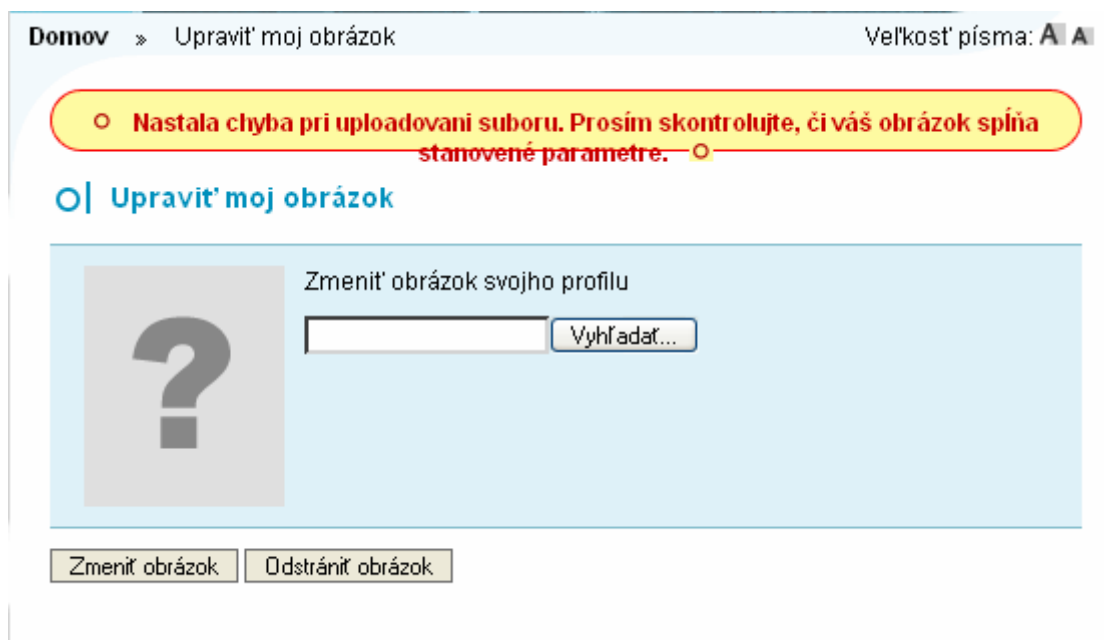 Domov » Upraviť moj obrázok Veľkosť písma: A A
Nastala chyba pri uploadovani suboru. Prosím skontrolujte, či váš obrázok spĺňa
stanovené parametre.
Upraviť moj obrázok
Zmeniť obrázok svojho profilu
Vyhľadať...
Zmeniť obrázok Odstrániť obrázok